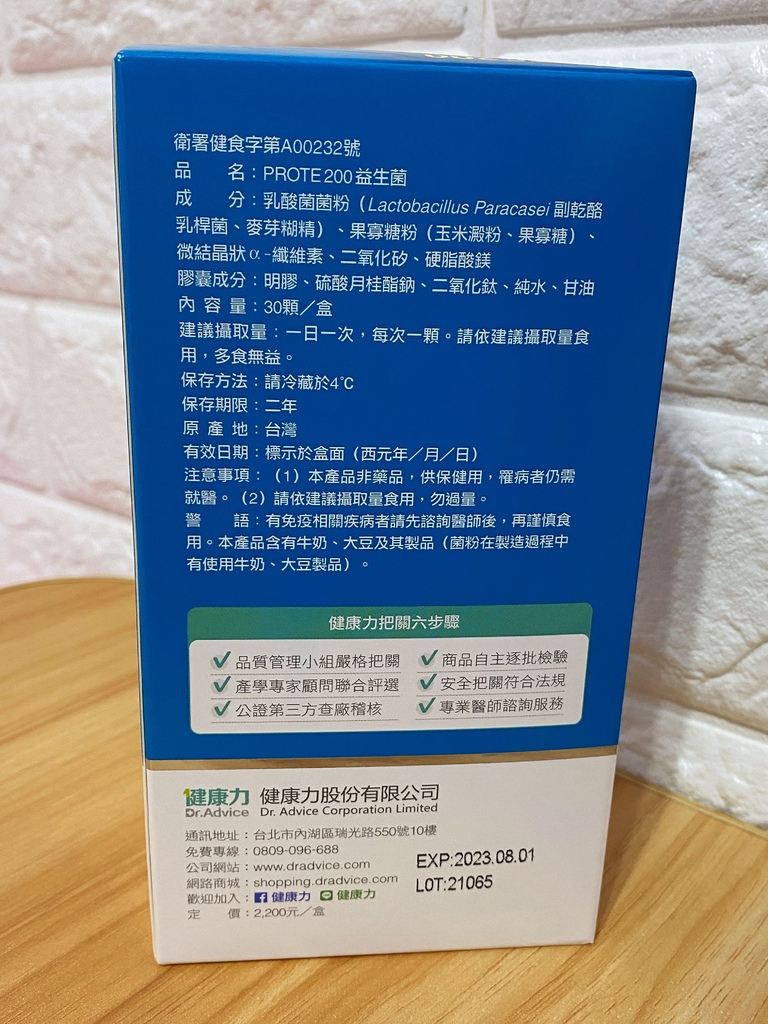 衛署健食字第A00232號
品　　名：PROTE 200 益生菌
成　　分：乳酸菌菌粉（Lactobacillus Paracasei 副乾酪
乳桿菌、麥芽糊精）、果寡糖粉（玉米澱粉、果寡糖）、
微結晶狀α-纖維素、二氧化矽、硬脂酸鎂
膠囊成分：明膠、硫酸月桂酯鈉、二氧化鈦、純水、甘油
內 容 量：30顆／盒
建議攝取量：一日一次，每次一顆。請依建議攝取量食
用，多食無益。
保存方法：請冷藏於4℃
保存期限：二年
原 產 地：台灣
有效日期：標示於盒面（西元年／月／日）
注意事項：（1）本產品非藥品，供保健用，罹病者仍需
就醫。（2）請依建議攝取量食用，勿過量。
警　　語：有免疫相關疾病者請先諮詢醫師後，再謹慎食
用。本產品含有牛奶、大豆及其製品（菌粉在製造過程中
有使用牛奶、大豆製品）。
健康力把關六步驟
品質管理小組嚴格把關　商品自主逐批檢驗
產學專家顧問聯合評選　安全把關符合法規
公證第三方查廠稽核　專業醫師諮詢服務
健康力 健康力股份有限公司
Dr.Advice Dr. Advice Corporation Limited
通訊地址：台北市內湖區瑞光路550號10樓
免費專線：0809-096-688
公司網站：www.dradvice.com
網路商城：shopping.dradvice.com
歡迎加入：健康力 健康力
定　　價：2,200元／盒
EXP:2023.08.01
LOT:21065